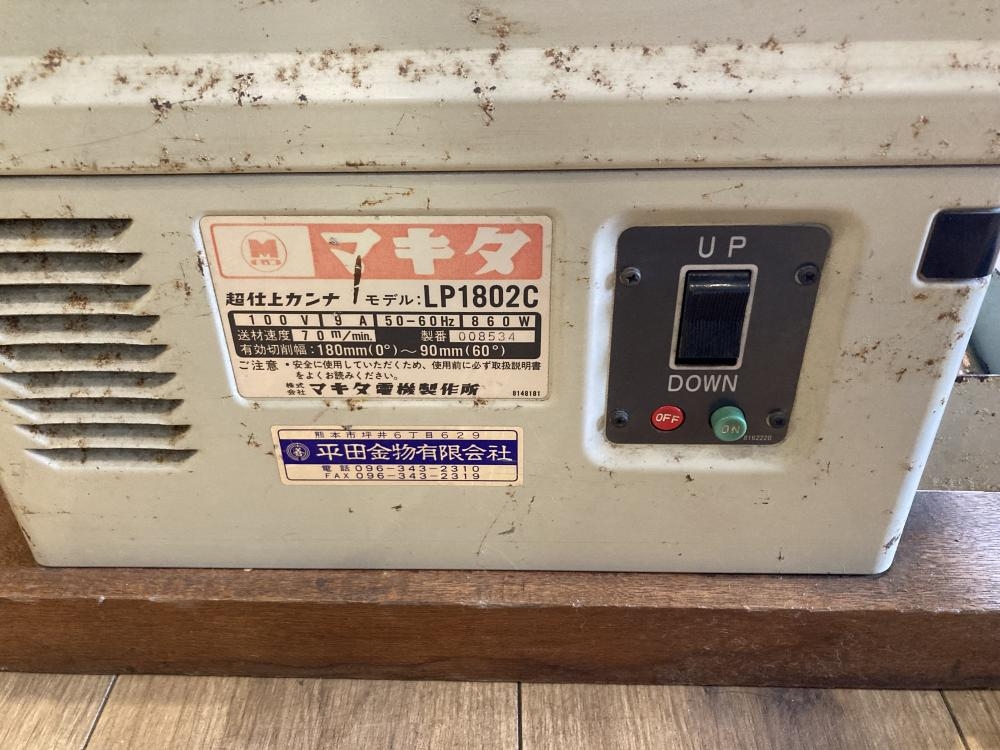 マキタ
超仕上カンナ モデル:LP1802C
100V 9A 50-60Hz 860W
送材速度 70m/min. 製番 008534
有効切削幅:180mm(0°)～90mm(60°)
ご注意・安全に使用していただくため、使用前に必ず取扱説明書
をよくお読みください。
株式会社 マキタ電機製作所 814B181
熊本市坪井6丁目629
平田金物有限会社
電話096-343-2310
FAX 096-343-2319
UP
DOWN
OFF ON